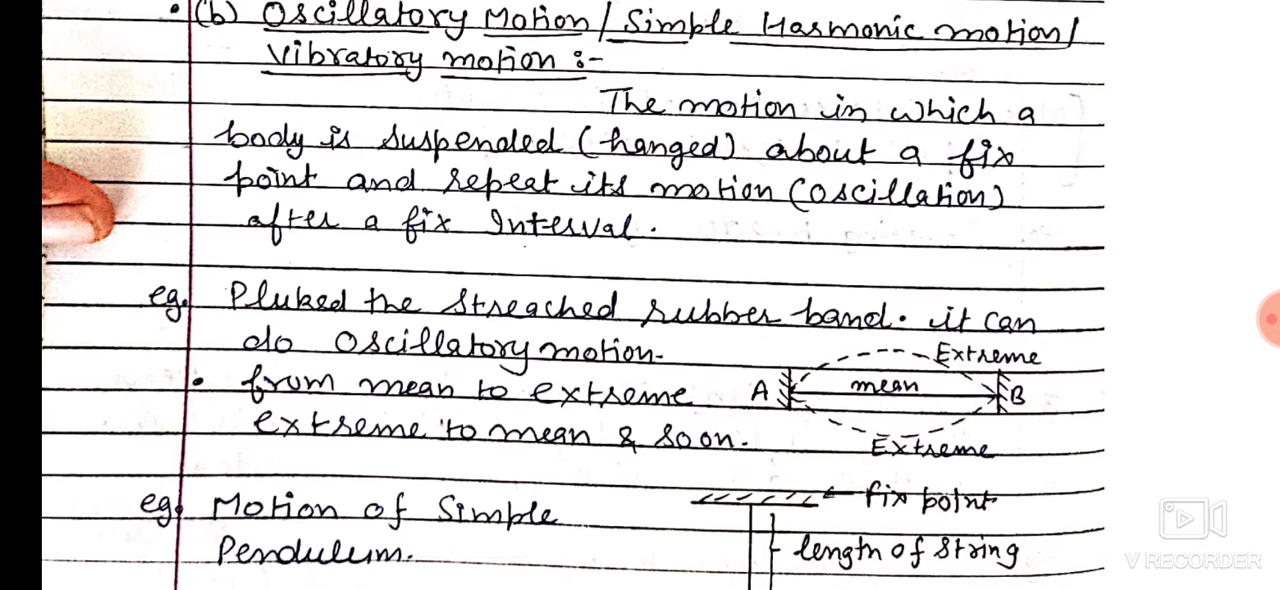 (b) Oscillatory Motion / Simple Harmonic motion /
Vibratory motion :-
The motion in which a
body is suspended (hanged) about a fix
point and repeat its motion (oscillation)
after a fix Interval.
eg. Pluked the streached rubber band. it can
do Oscillatory motion.
Extreme
• from mean to extreme
A mean B
extreme to mean & soon.
Extreme
eg. Motion of Simple
← fix point
Pendulum.
length of string
V RECORDER